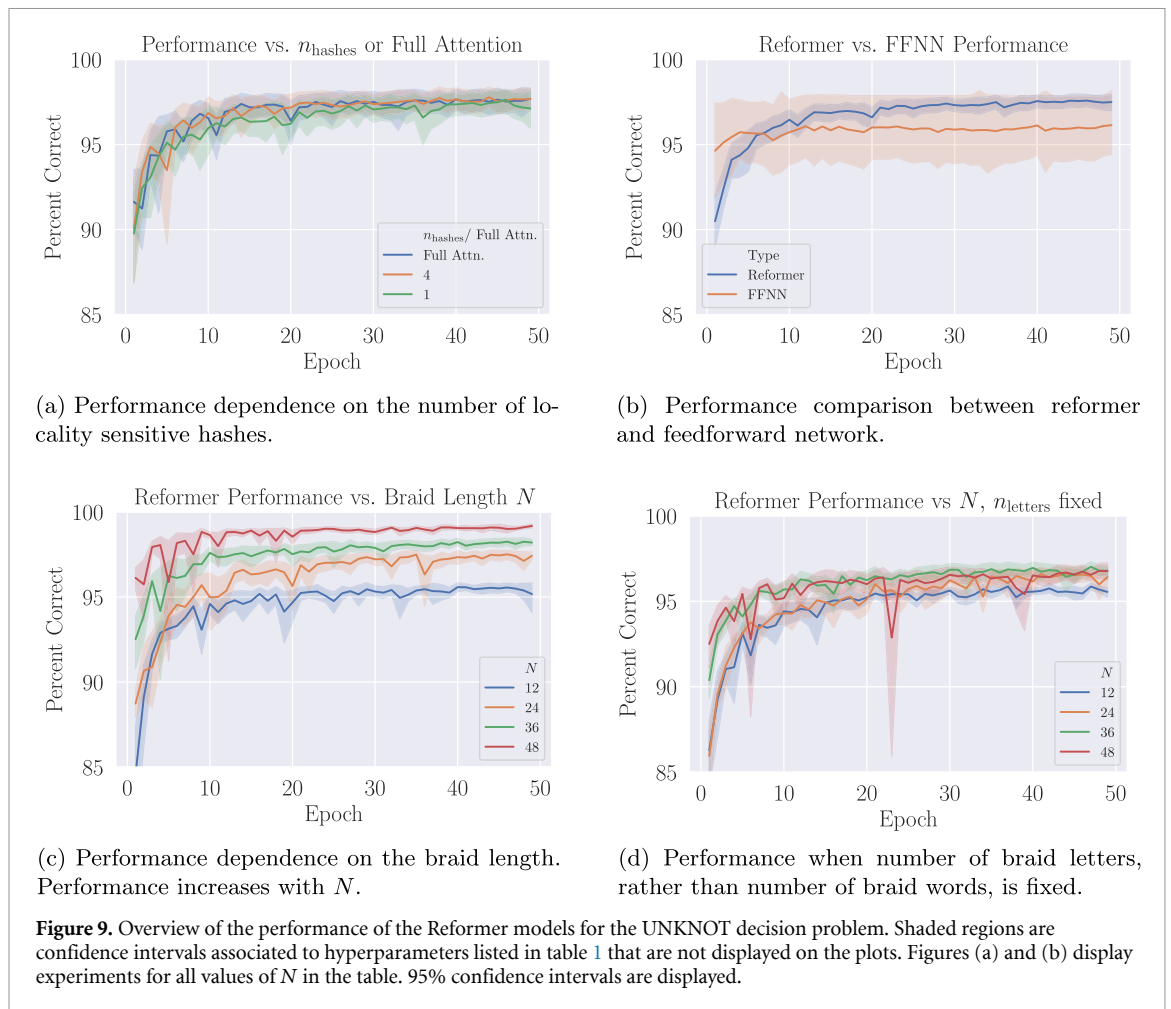 Performance vs. n_hashes or Full Attention
100
95
90
85
Percent Correct
n_hashes/ Full Attn.
Full Attn.
4
1
0
10
20
30
40
50
Epoch
(a) Performance dependence on the number of lo-
cality sensitive hashes.
Reformer vs. FFNN Performance
100
95
90
85
Percent Correct
Type
Reformer
FFNN
0
10
20
30
40
50
Epoch
(b) Performance comparison between reformer
and feedforward network.
Reformer Performance vs. Braid Length N
100
95
90
85
Percent Correct
N
12
24
36
48
0
10
20
30
40
50
Epoch
(c) Performance dependence on the braid length.
Performance increases with N.
Reformer Performance vs N, n_letters fixed
100
95
90
85
Percent Correct
N
12
24
36
48
0
10
20
30
40
50
Epoch
(d) Performance when number of braid letters,
rather than number of braid words, is fixed.
Figure 9. Overview of the performance of the Reformer models for the UNKNOT decision problem. Shaded regions are
confidence intervals associated to hyperparameters listed in table 1 that are not displayed on the plots. Figures (a) and (b) display
experiments for all values of N in the table. 95% confidence intervals are displayed.